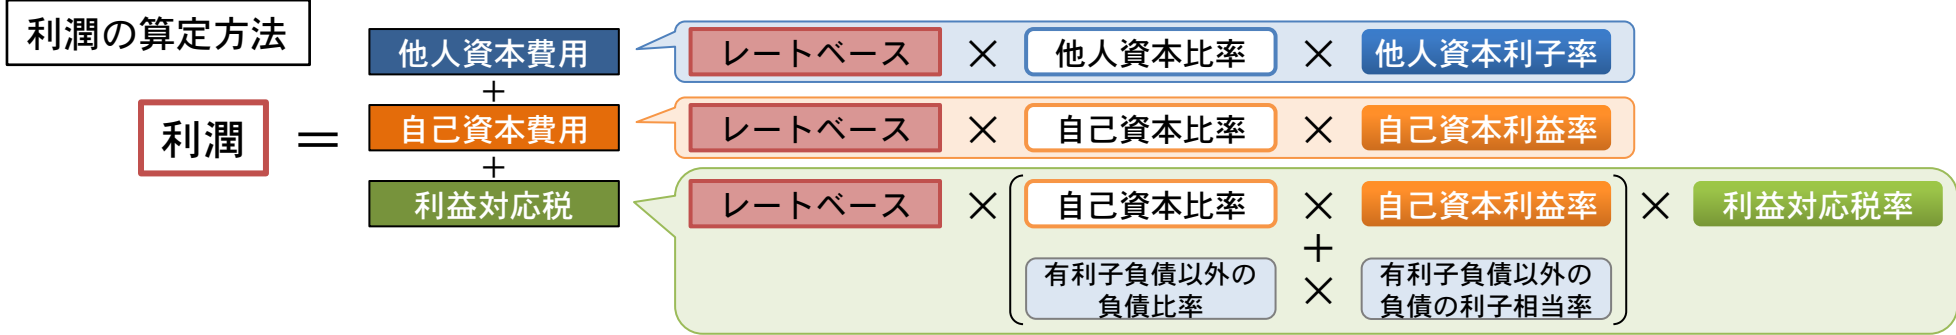 利潤の算定方法
他人資本費用 レートベース × 他人資本比率 × 他人資本利子率
+
利潤 = 自己資本費用 レートベース × 自己資本比率 × 自己資本利益率
+
利益対応税 レートベース × ( 自己資本比率 × 自己資本利益率 ) × 利益対応税率
+
有利子負債以外の 有利子負債以外の
×
負債比率 負債の利子相当率